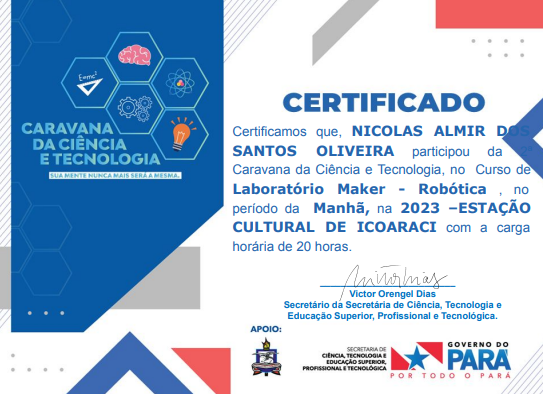 E=mc²
CARAVANA
DA CIÊNCIA
E TECNOLOGIA
SUA MENTE NUNCA MAIS SERÁ A MESMA.
CERTIFICADO
Certificamos que, NICOLAS ALMIR DOS
SANTOS OLIVEIRA participou da
Caravana da Ciência e Tecnologia, no Curso de
Laboratório Maker - Robótica , no
período da Manhã, na 2023 –ESTAÇÃO
CULTURAL DE ICOARACI com a carga
horária de 20 horas.
Victor Orengel Dias
Secretário da Secretaria de Ciência, Tecnologia e
Educação Superior, Profissional e Tecnológica.
APOIO:
SECRETARIA DE
CIÊNCIA, TECNOLOGIA E
EDUCAÇÃO SUPERIOR,
PROFISSIONAL E TECNOLÓGICA
GOVERNO DO
PARÁ
POR TODO O PARÁ